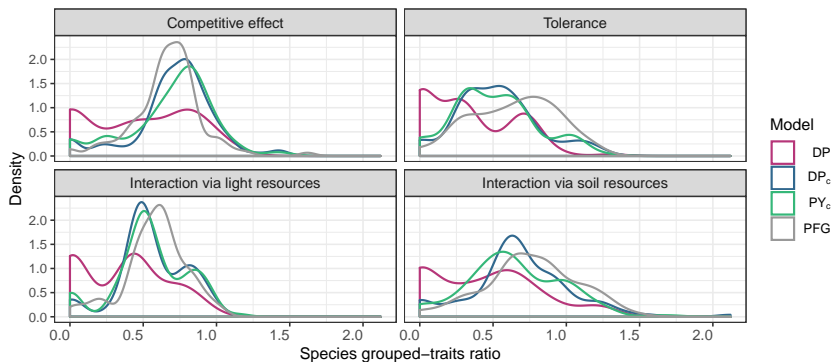 Competitive effect
Tolerance
2.0
1.5
1.0
0.5
0.0
Interaction via light resources
Interaction via soil resources
2.0
1.5
1.0
0.5
0.0
0.0 0.5 1.0 1.5 2.0
0.0 0.5 1.0 1.5 2.0
Density
Species grouped−traits ratio
Model
DP
DPc
PYc
PFG